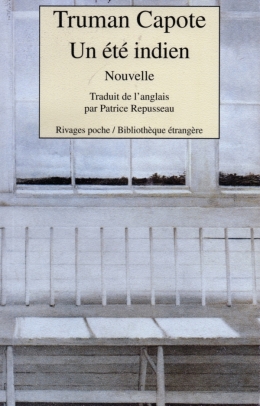 Truman Capote
Un été indien
Nouvelle
Traduit de l'anglais
par Patrice Repusseau
Rivages poche / Bibliothèque étrangère